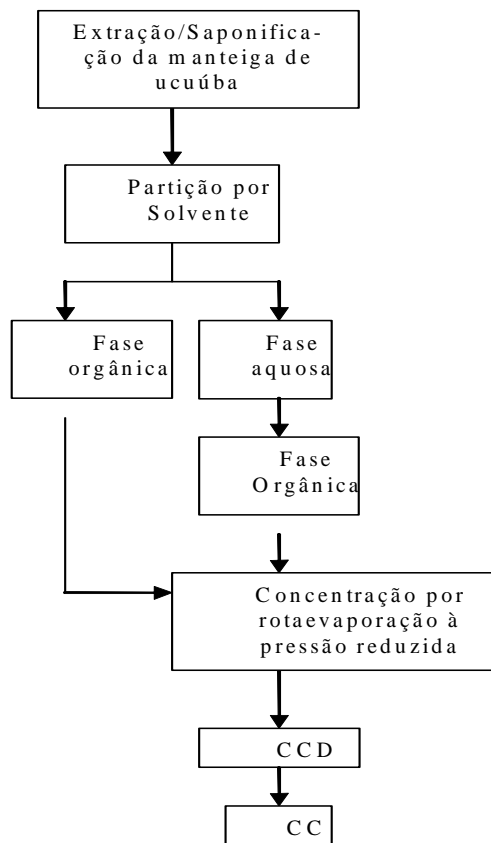 Extração/Saponifica-
ção da manteiga de
ucuúba
Partição por
Solvente
Fase
orgânica
Fase
aquosa
Fase
Orgânica
Concentração por
rotaevaporação à
pressão reduzida
CCD
CC